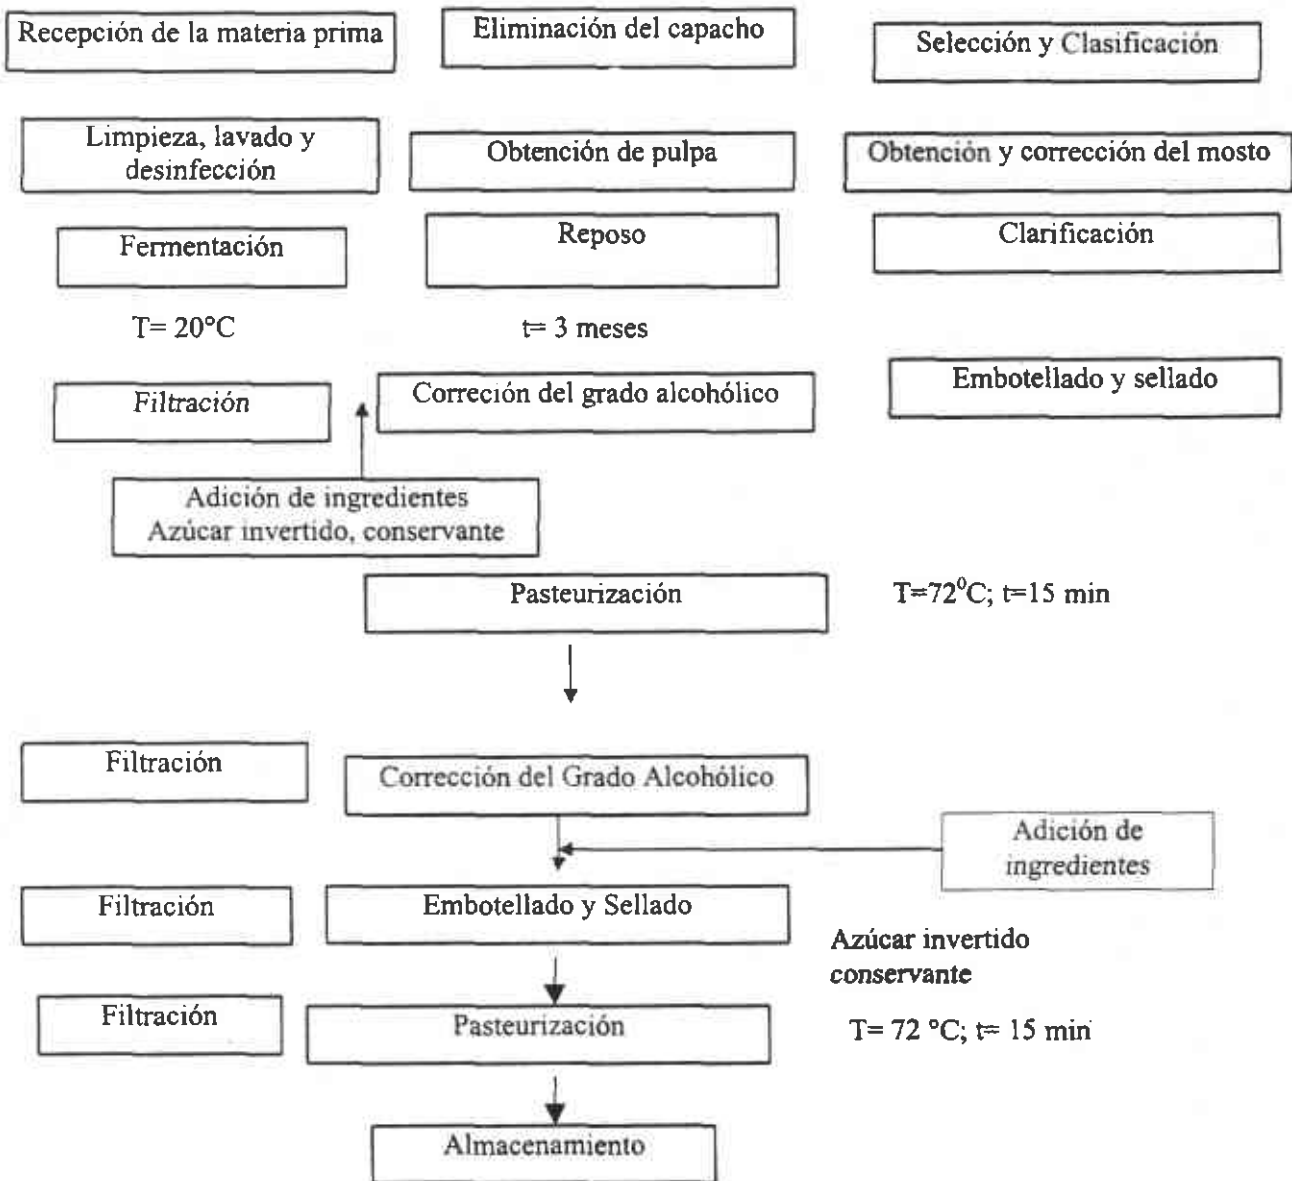 Recepción de la materia prima
Eliminación del capacho
Selección y Clasificación
Limpieza, lavado y
desinfección
Obtención de pulpa
Obtención y corrección del mosto
Fermentación
Reposo
Clarificación
T= 20°C
t= 3 meses
Filtración
Correción del grado alcohólico
Embotellado y sellado
Adición de ingredientes
Azúcar invertido, conservante
Pasteurización
T=72⁰C; t=15 min
Filtración
Corrección del Grado Alcohólico
Adición de
ingredientes
Filtración
Embotellado y Sellado
Azúcar invertido
conservante
Filtración
Pasteurización
T= 72 °C; t= 15 min
Almacenamiento